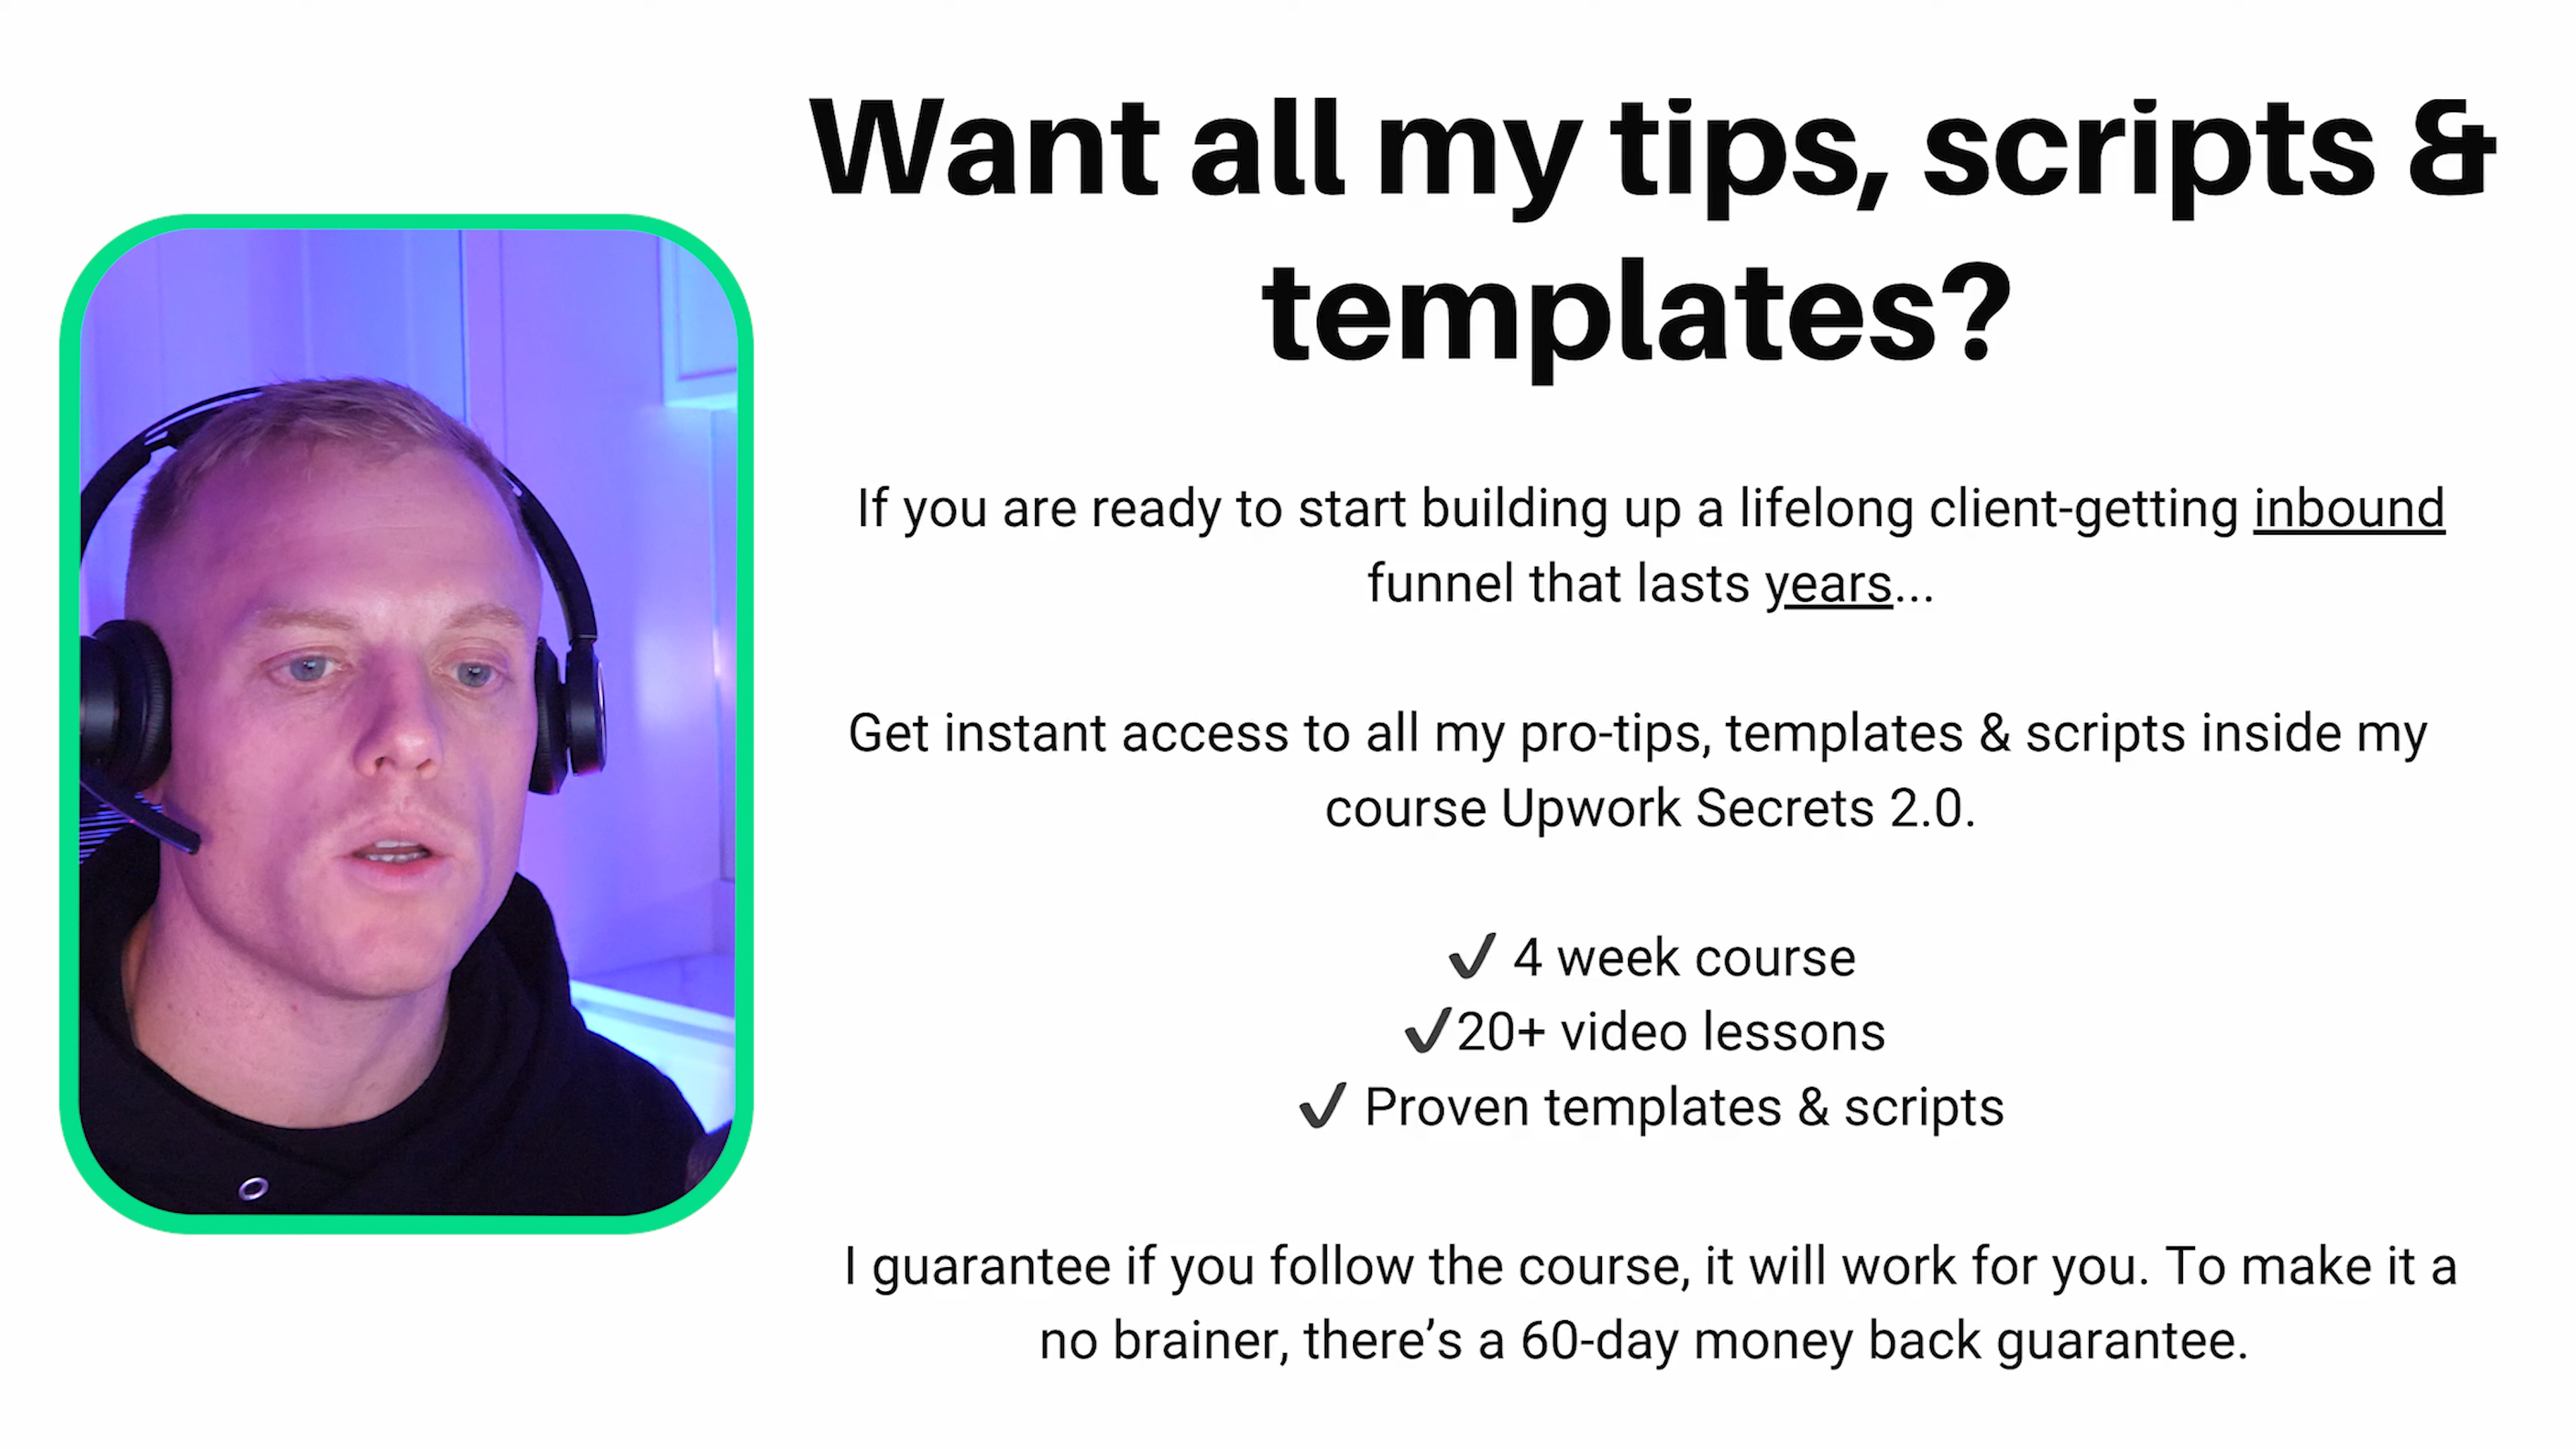 Want all my tips, scripts &
templates?
If you are ready to start building up a lifelong client-getting inbound
funnel that lasts years...
Get instant access to all my pro-tips, templates & scripts inside my
course Upwork Secrets 2.0.
✔ 4 week course
✔20+ video lessons
✔ Proven templates & scripts
I guarantee if you follow the course, it will work for you. To make it a
no brainer, there’s a 60-day money back guarantee.